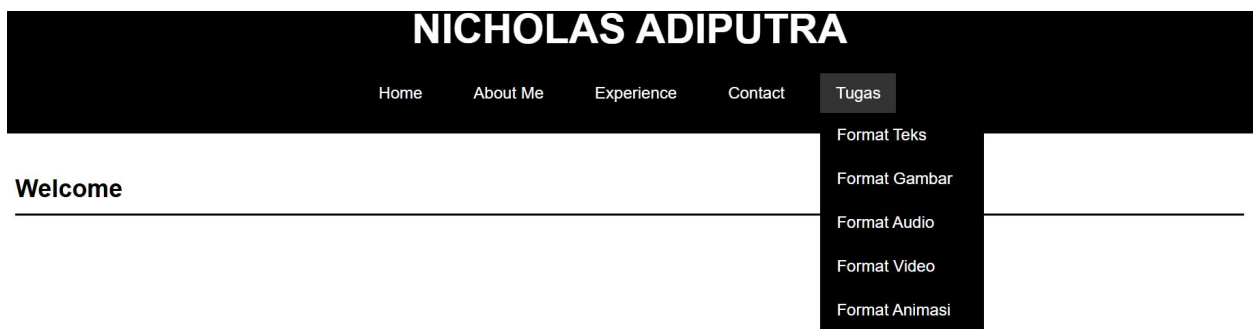 NICHOLAS ADIPUTRA
Home About Me Experience Contact Tugas
Format Teks
Format Gambar
Format Audio
Format Video
Format Animasi
Welcome